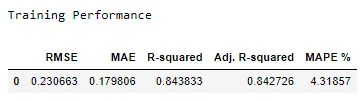 Training Performance
RMSE MAE R-squared Adj. R-squared MAPE %
0 0.230663 0.179806 0.843833 0.842726 4.31857